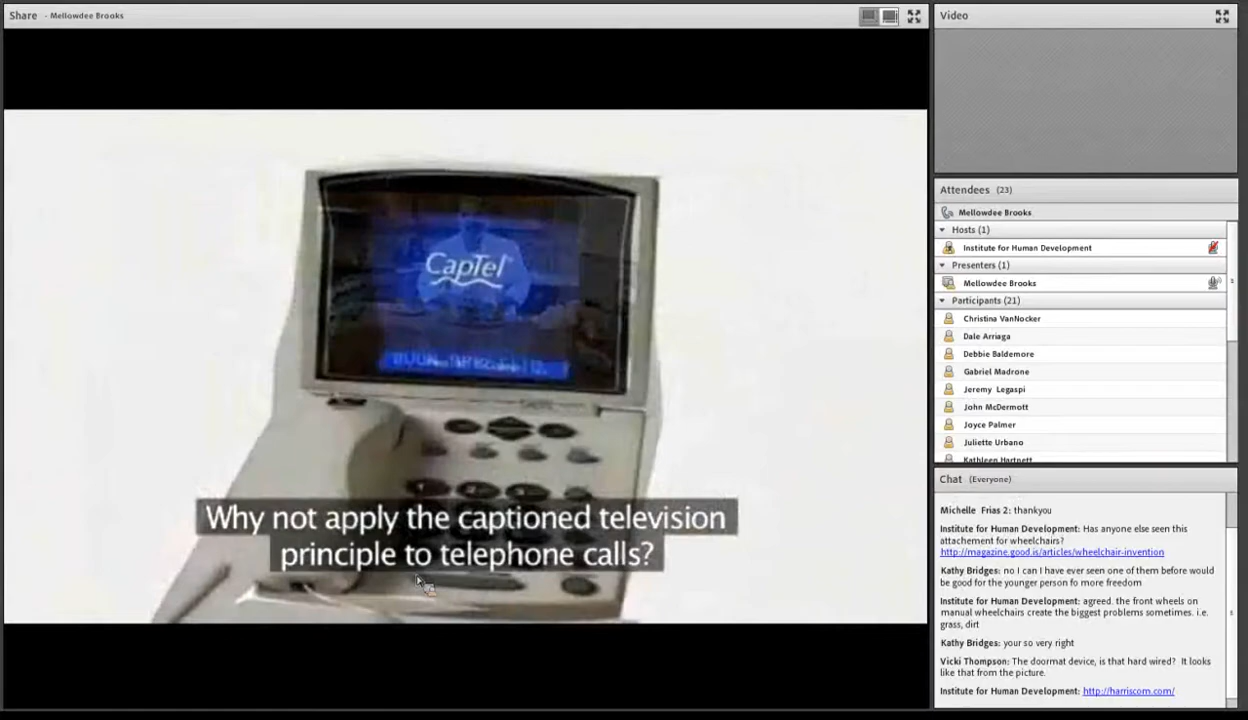 Share - Mellowdee Brooks
CapTel
Why not apply the captioned television
principle to telephone calls?
Video
Attendees (23)
Mellowdee Brooks
Hosts (1)
Institute for Human Development
Presenters (1)
Mellowdee Brooks
Participants (21)
Christina VanNocker
Dale Arriaga
Debbie Baldemore
Gabriel Madrone
Jeremy Legaspi
John McDermott
Joyce Palmer
Juliette Urbano
Kathleen Hartnett
Chat (Everyone)
Michelle Frias 2: thankyou
Institute for Human Development: Has anyone else seen this
attachement for wheelchairs?
http://magazine.good.is/articles/wheelchair-invention
Kathy Bridges: no I can I have ever seen one of them before would
be good for the younger person fo more freedom
Institute for Human Development: agreed. the front wheels on
manual wheelchairs create the biggest problems sometimes. i.e.
grass, dirt
Kathy Bridges: your so very right
Vicki Thompson: The doormat device, is that hard wired? It looks
like that from the picture.
Institute for Human Development: http://harriscom.com/